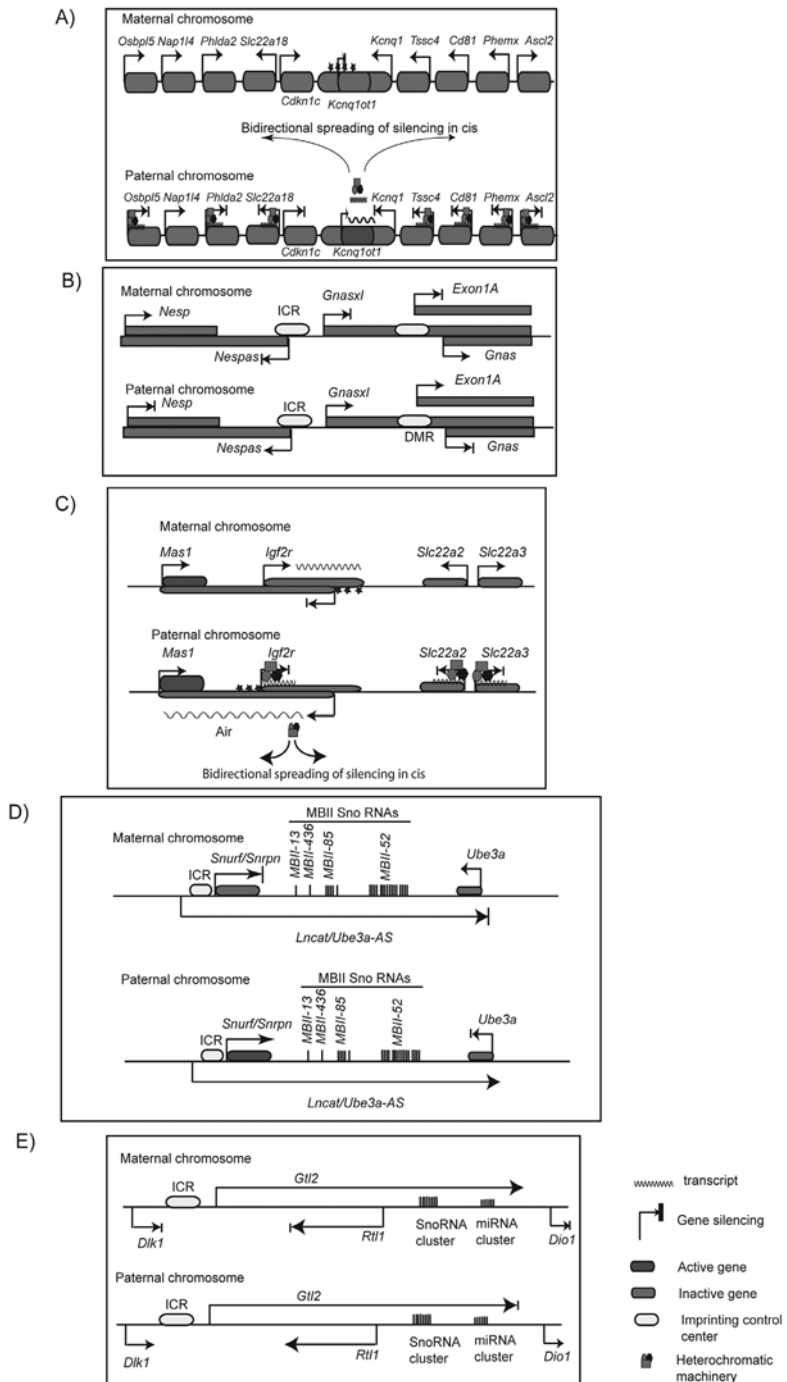 A)
Maternal chromosome
Osbpl5 Nap1l4 Phlda2 Slc22a18 Kcnq1 Tssc4 Cd81 Phemx Ascl2
Cdkn1c Kcnq1ot1
Bidirectional spreading of silencing in cis
Paternal chromosome
Osbpl5 Nap1l4 Phlda2 Slc22a18 Kcnq1 Tssc4 Cd81 Phemx Ascl2
Cdkn1c Kcnq1ot1
B)
Maternal chromosome
Nesp ICR Gnasxl Exon1A
Nespas Gnas
Paternal chromosome
Nesp ICR Gnasxl Exon1A
Nespas DMR Gnas
C)
Maternal chromosome
Mas1 Igf2r Slc22a2 Slc22a3
Paternal chromosome
Mas1 Igf2r Slc22a2 Slc22a3
Air
Bidirectional spreading of silencing in cis
D)
MBII Sno RNAs
Maternal chromosome
ICR Snurf/Snrpn MBII-13 MBII-436 MBII-85 MBII-52 Ube3a
Lncat/Ube3a-AS
MBII Sno RNAs
Paternal chromosome
ICR Snurf/Snrpn MBII-13 MBII-436 MBII-85 MBII-52 Ube3a
Lncat/Ube3a-AS
E)
Maternal chromosome
ICR Gtl2
Dlk1 Rtl1 SnoRNA cluster miRNA cluster Dio1
Paternal chromosome
ICR Gtl2
Dlk1 Rtl1 SnoRNA cluster miRNA cluster Dio1
transcript
Gene silencing
Active gene
Inactive gene
Imprinting control
center
Heterochromatic
machinery